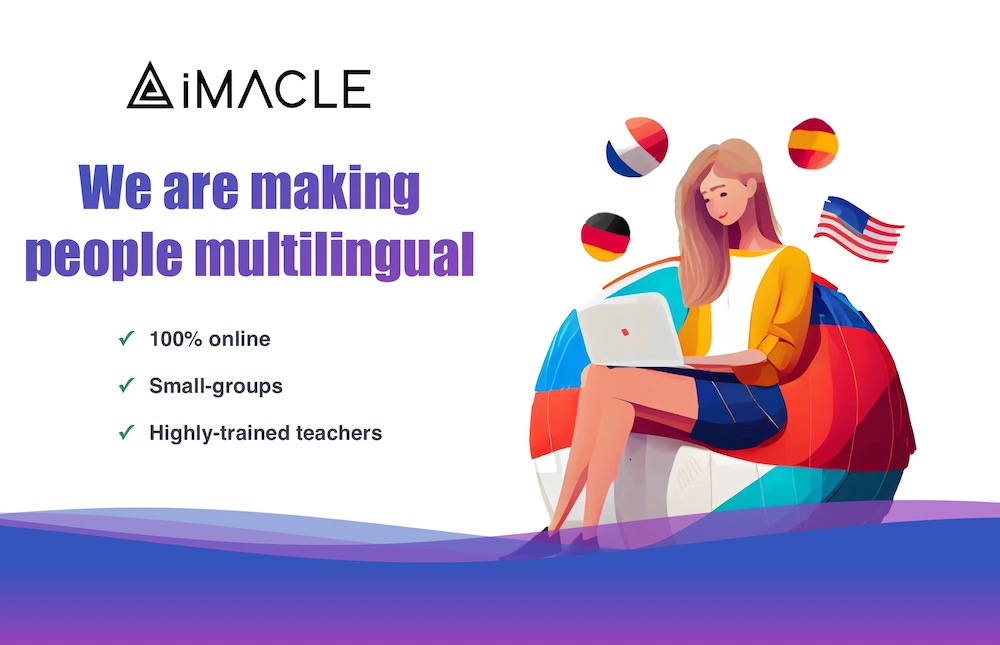 iMACLE
We are making
people multilingual
✓ 100% online
✓ Small-groups
✓ Highly-trained teachers